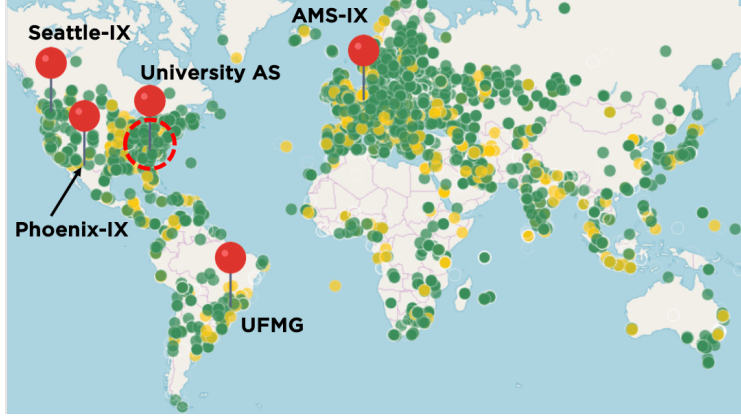 AMS-IX
Seattle-IX
University AS
Phoenix-IX
UFMG